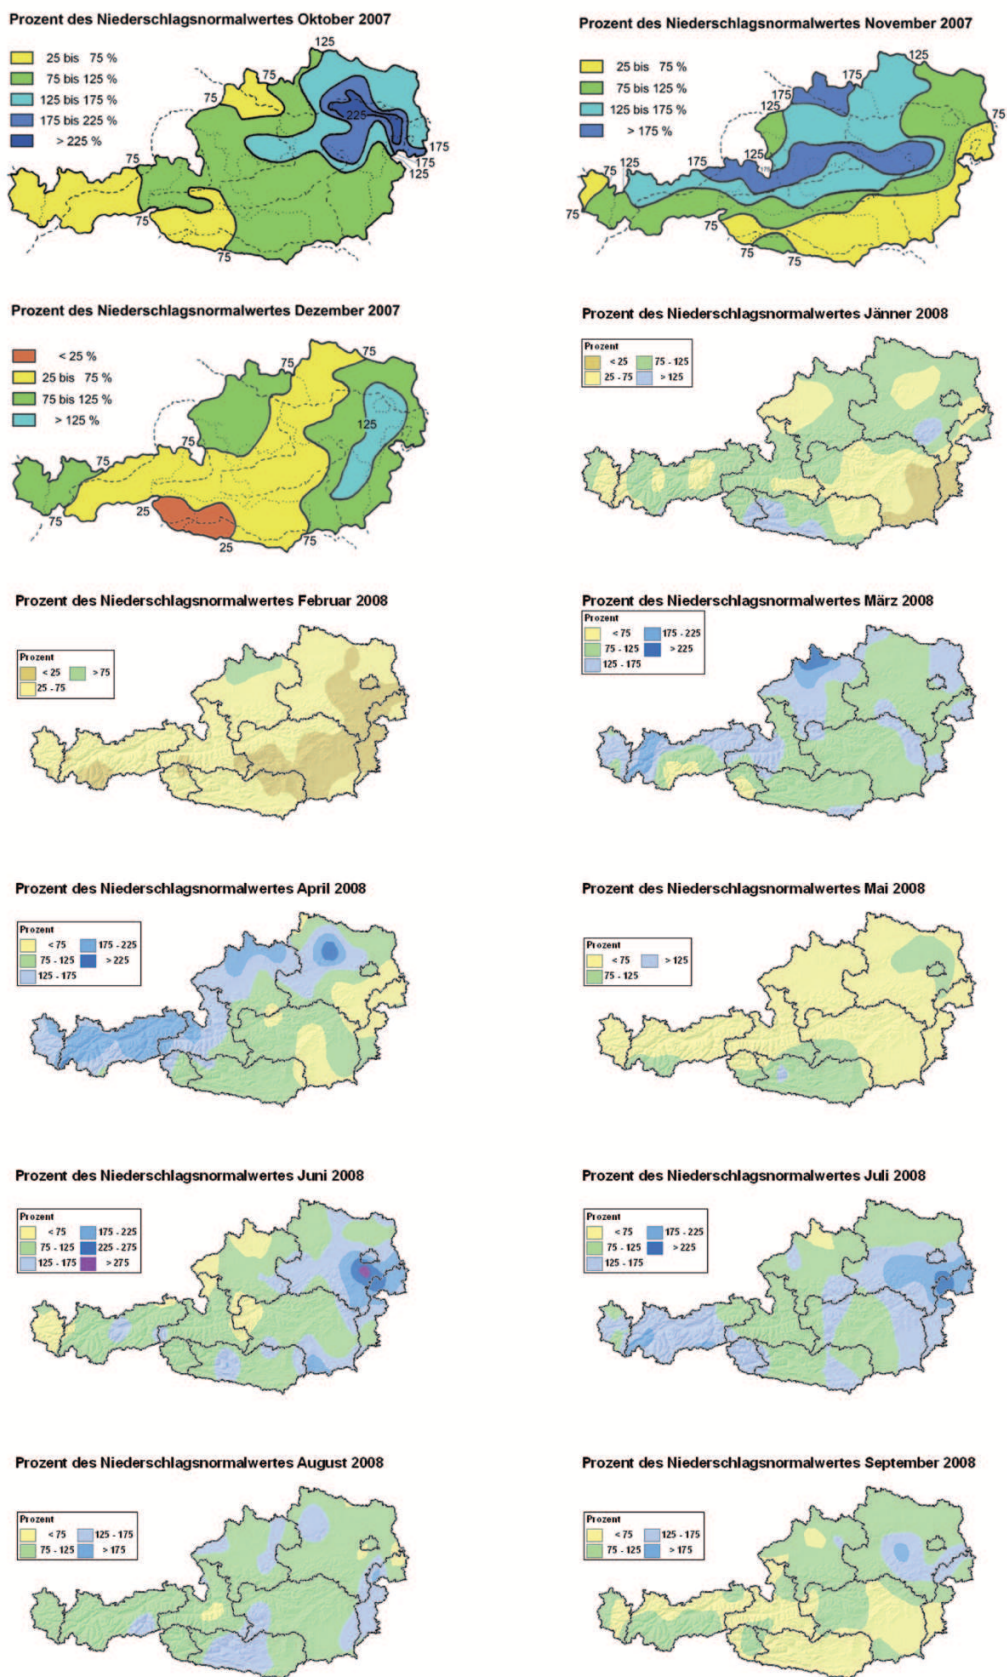 Prozent des Niederschlagsnormalwertes Oktober 2007
25 bis 75 %
75 bis 125 %
125 bis 175 %
175 bis 225 %
> 225 %
125
75
75
225
75
175
175
125
75
75
Prozent des Niederschlagsnormalwertes November 2007
25 bis 75 %
75 bis 125 %
125 bis 175 %
> 175 %
125
175
175
125
75
125
175
125
175
75
75
75
75
Prozent des Niederschlagsnormalwertes Dezember 2007
< 25 %
25 bis 75 %
75 bis 125 %
> 125 %
75
75
125
75
75
75
25
25
75
Prozent des Niederschlagsnormalwertes Jänner 2008
Prozent
< 25 75 - 125
25 - 75 > 125
Prozent des Niederschlagsnormalwertes Februar 2008
Prozent
< 25 > 75
25 - 75
Prozent des Niederschlagsnormalwertes März 2008
Prozent
< 75 175 - 225
75 - 125 > 225
125 - 175
Prozent des Niederschlagsnormalwertes April 2008
Prozent
< 75 175 - 225
75 - 125 > 225
125 - 175
Prozent des Niederschlagsnormalwertes Mai 2008
Prozent
< 75 > 125
75 - 125
Prozent des Niederschlagsnormalwertes Juni 2008
Prozent
< 75 175 - 225
75 - 125 225 - 275
125 - 175 > 275
Prozent des Niederschlagsnormalwertes Juli 2008
Prozent
< 75 175 - 225
75 - 125 > 225
125 - 175
Prozent des Niederschlagsnormalwertes August 2008
Prozent
< 75 125 - 175
75 - 125 > 175
Prozent des Niederschlagsnormalwertes September 2008
Prozent
< 75 125 - 175
75 - 125 > 175